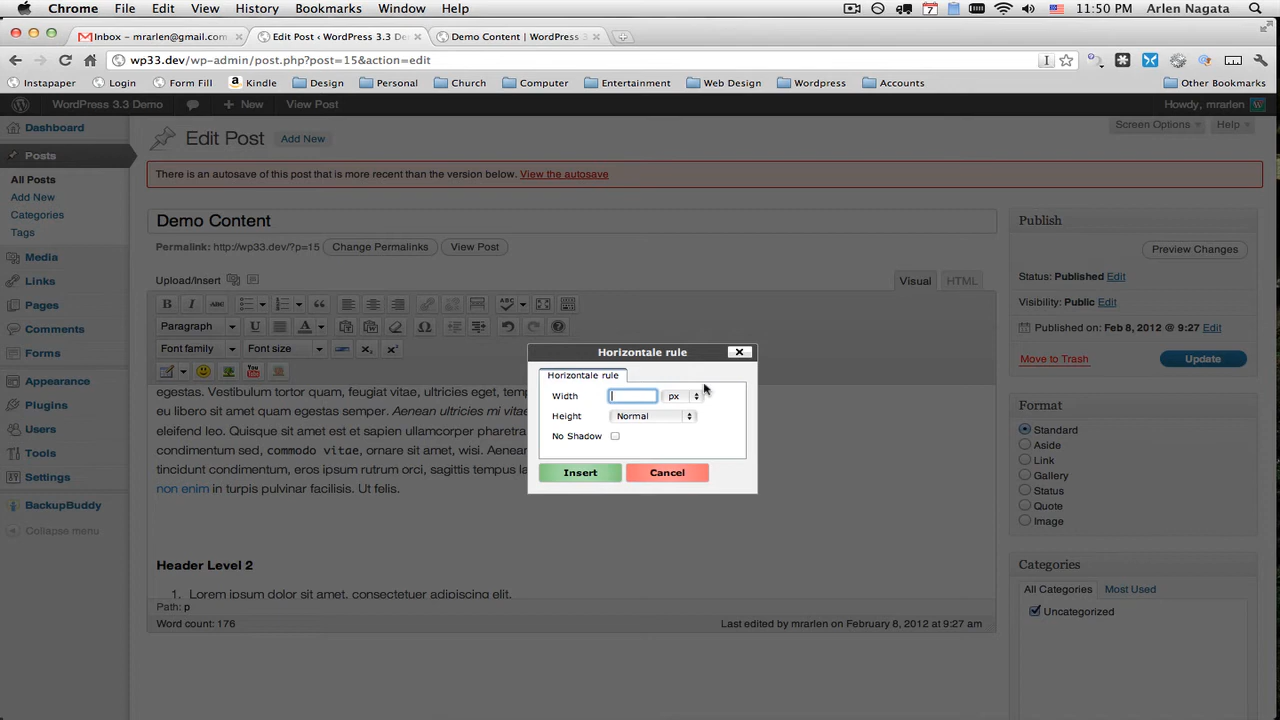 Chrome File Edit View History Bookmarks Window Help 7 11:50 PM Arlen Nagata
Inbox – mrarlen@gmail.com Edit Post ‹ WordPress 3.3 De Demo Content | WordPress 3
wp33.dev/wp-admin/post.php?post=15&action=edit
Instapaper Login Form Fill Kindle Design Personal Church Computer Entertainment Web Design Wordpress Accounts Other Bookmarks
WordPress 3.3 Demo New View Post Howdy, mrarlen
Screen Options Help
Dashboard
Edit Post Add New
Posts
All Posts
Add New
Categories
Tags
Media
Links
Pages
Comments
Forms
Appearance
Plugins
Users
Tools
Settings
BackupBuddy
Collapse menu
There is an autosave of this post that is more recent than the version below. View the autosave
Demo Content
Permalink: http://wp33.dev/?p=15 Change Permalinks View Post
Upload/Insert Visual HTML
B I ABC
Paragraph U A Ω
Font family Font size
egestas. Vestibulum tortor quam, feugiat vitae, ultricies eget, temp
eu libero sit amet quam egestas semper. Aenean ultricies mi vitae
eleifend leo. Quisque sit amet est et sapien ullamcorper pharetra
condimentum sed, commodo vitae, ornare sit amet, wisi. Aenean
tincidunt condimentum, eros ipsum rutrum orci, sagittis tempus l
non enim in turpis pulvinar facilisis. Ut felis.
Header Level 2
1. Lorem ipsum dolor sit amet, consectetuer adipiscing elit.
Path: p
Word count: 176 Last edited by mrarlen on February 8, 2012 at 9:27 am
Horizontale rule
Horizontale rule
Width px
Height Normal
No Shadow
Insert Cancel
Publish
Preview Changes
Status: Published Edit
Visibility: Public Edit
Published on: Feb 8, 2012 @ 9:27 Edit
Move to Trash Update
Format
Standard
Aside
Link
Gallery
Status
Quote
Image
Categories
All Categories Most Used
Uncategorized